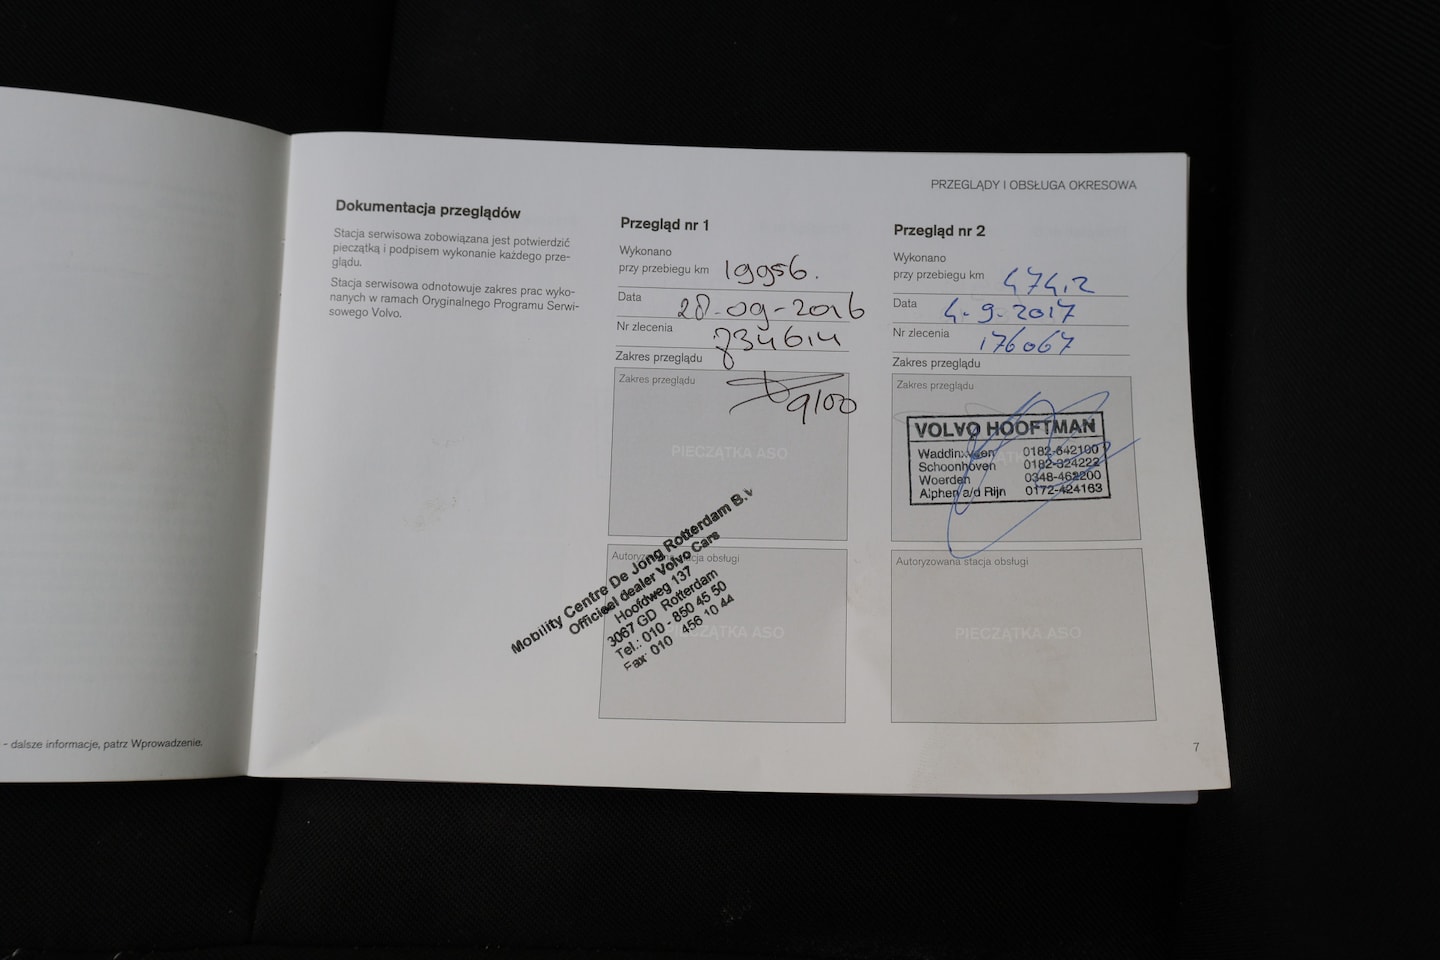 PRZEGLĄDY I OBSŁUGA OKRESOWA
Dokumentacja przeglądów
Stacja serwisowa zobowiązana jest potwierdzić
pieczątką i podpisem wykonanie każdego prze-
glądu.
Stacja serwisowa odnotowuje zakres prac wyko-
nanych w ramach Oryginalnego Programu Serwi-
sowego Volvo.
Przegląd nr 1
Wykonano
przy przebiegu km 19956.
Data 28-09-2016
Nr zlecenia 734614
Zakres przeglądu
Zakres przeglądu
PIECZĄTKA ASO
Autoryzowana stacja obsługi
PIECZĄTKA ASO
Mobility Centre De Jong Rotterdam B.V
Officieel dealer Volvo Cars
Hoofdweg 137
3067 GD Rotterdam
Tel.: 010 - 850 45 50
Fax: 010 456 10 44
Przegląd nr 2
Wykonano
przy przebiegu km 47412
Data 4-9-2017
Nr zlecenia 176067
Zakres przeglądu
Zakres przeglądu
VOLVO HOOFTMAN
Waddinxveen 0182-642100
Schoonhoven 0182-324222
Woerden 0348-462200
Alphen a/d Rijn 0172-424163
Autoryzowana stacja obsługi
PIECZĄTKA ASO
- dalsze informacje, patrz Wprowadzenie.
7